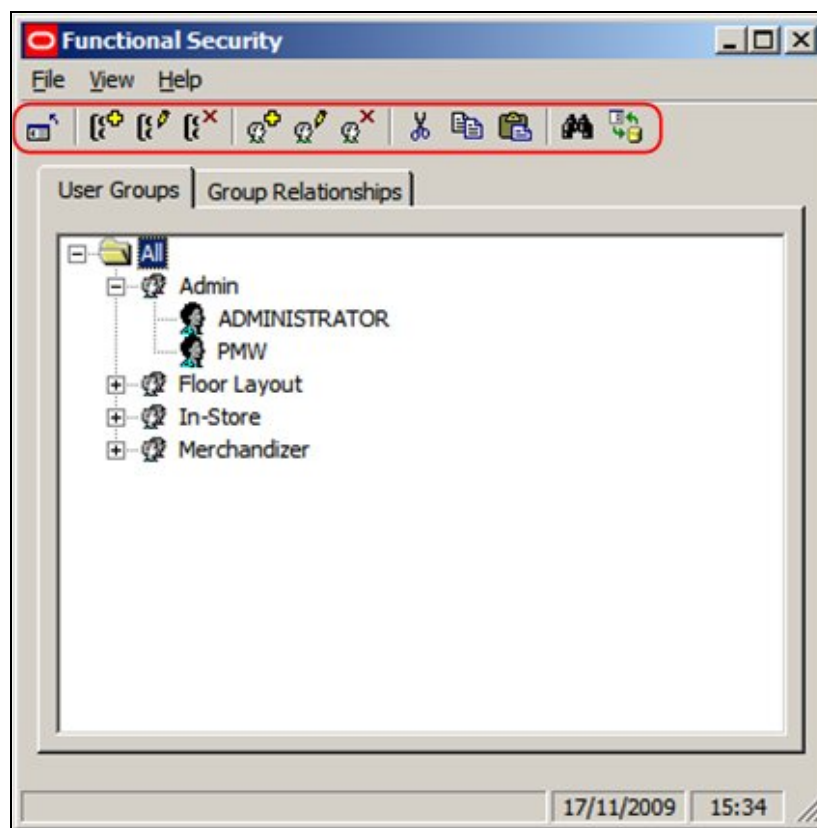 Functional Security
File View Help
User Groups Group Relationships
All
Admin
ADMINISTRATOR
PMW
Floor Layout
In-Store
Merchandizer
17/11/2009 15:34